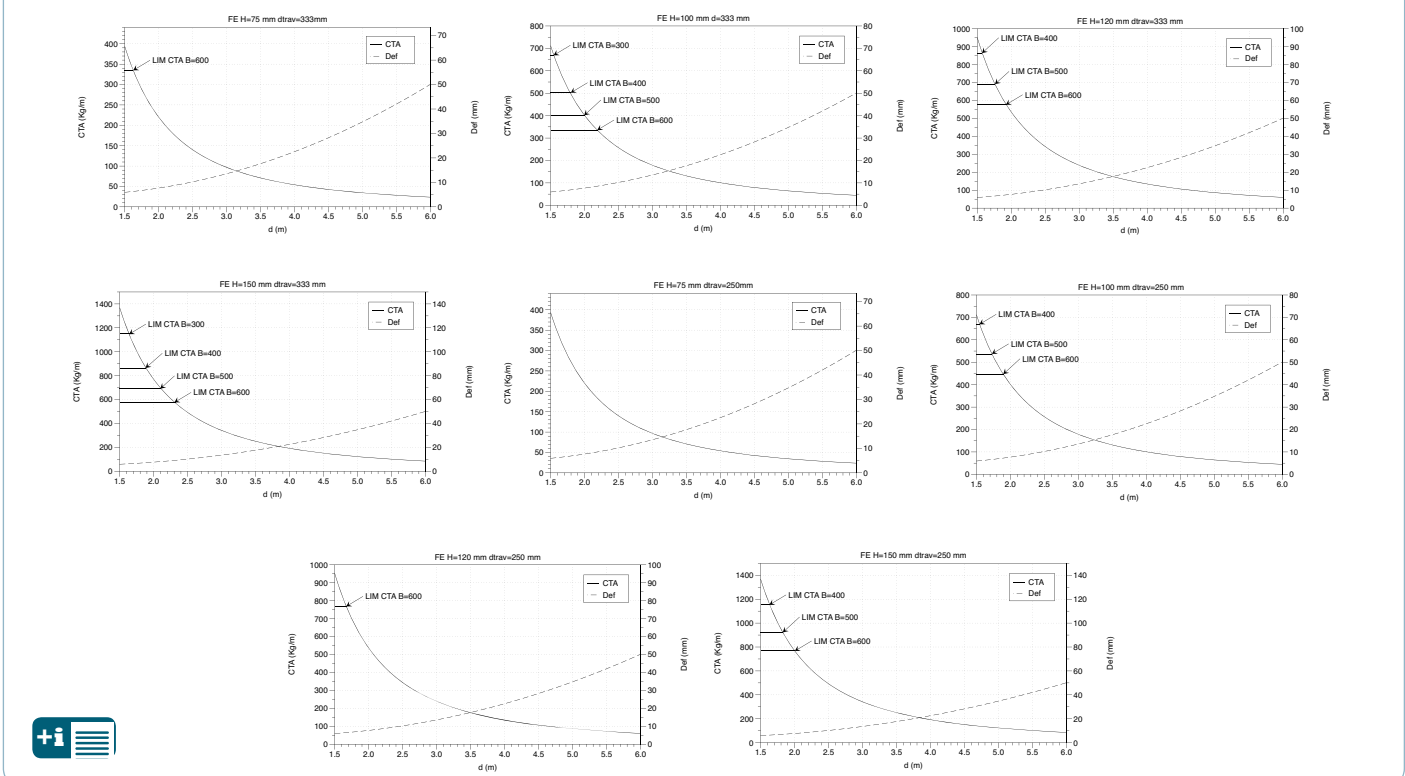 FE H=75 mm dtrav=333mm
CTA
Def
LIM CTA B=600
CTA (Kg/m)
Def (mm)
400
350
300
250
200
150
100
50
0
70
60
50
40
30
20
10
0
1.5 2.0 2.5 3.0 3.5 4.0 4.5 5.0 5.5 6.0
d (m)
FE H=100 mm d=333 mm
CTA
Def
LIM CTA B=300
LIM CTA B=400
LIM CTA B=500
LIM CTA B=600
CTA (Kg/m)
Def (mm)
800
700
600
500
400
300
200
100
0
80
70
60
50
40
30
20
10
0
1.5 2.0 2.5 3.0 3.5 4.0 4.5 5.0 5.5 6.0
d (m)
FE H=120 mm dtrav=333 mm
CTA
Def
LIM CTA B=400
LIM CTA B=500
LIM CTA B=600
CTA (Kg/m)
Def (mm)
1000
900
800
700
600
500
400
300
200
100
0
100
90
80
70
60
50
40
30
20
10
0
1.5 2.0 2.5 3.0 3.5 4.0 4.5 5.0 5.5 6.0
d (m)
FE H=150 mm dtrav=333 mm
CTA
Def
LIM CTA B=300
LIM CTA B=400
LIM CTA B=500
LIM CTA B=600
CTA (Kg/m)
Def (mm)
1400
1200
1000
800
600
400
200
0
140
120
100
80
60
40
20
0
1.5 2.0 2.5 3.0 3.5 4.0 4.5 5.0 5.5 6.0
d (m)
FE H=75 mm dtrav=250mm
CTA
Def
CTA (Kg/m)
Def (mm)
400
350
300
250
200
150
100
50
0
70
60
50
40
30
20
10
0
1.5 2.0 2.5 3.0 3.5 4.0 4.5 5.0 5.5 6.0
d (m)
FE H=100 mm dtrav=250 mm
CTA
Def
LIM CTA B=400
LIM CTA B=500
LIM CTA B=600
CTA (Kg/m)
Def (mm)
800
700
600
500
400
300
200
100
0
80
70
60
50
40
30
20
10
0
1.5 2.0 2.5 3.0 3.5 4.0 4.5 5.0 5.5 6.0
d (m)
FE H=120 mm dtrav=250 mm
CTA
Def
LIM CTA B=600
CTA (Kg/m)
Def (mm)
1000
900
800
700
600
500
400
300
200
100
0
100
90
80
70
60
50
40
30
20
10
0
1.5 2.0 2.5 3.0 3.5 4.0 4.5 5.0 5.5 6.0
d (m)
FE H=150 mm dtrav=250 mm
CTA
Def
LIM CTA B=400
LIM CTA B=500
LIM CTA B=600
CTA (Kg/m)
Def (mm)
1400
1200
1000
800
600
400
200
0
140
120
100
80
60
40
20
0
1.5 2.0 2.5 3.0 3.5 4.0 4.5 5.0 5.5 6.0
d (m)
+i